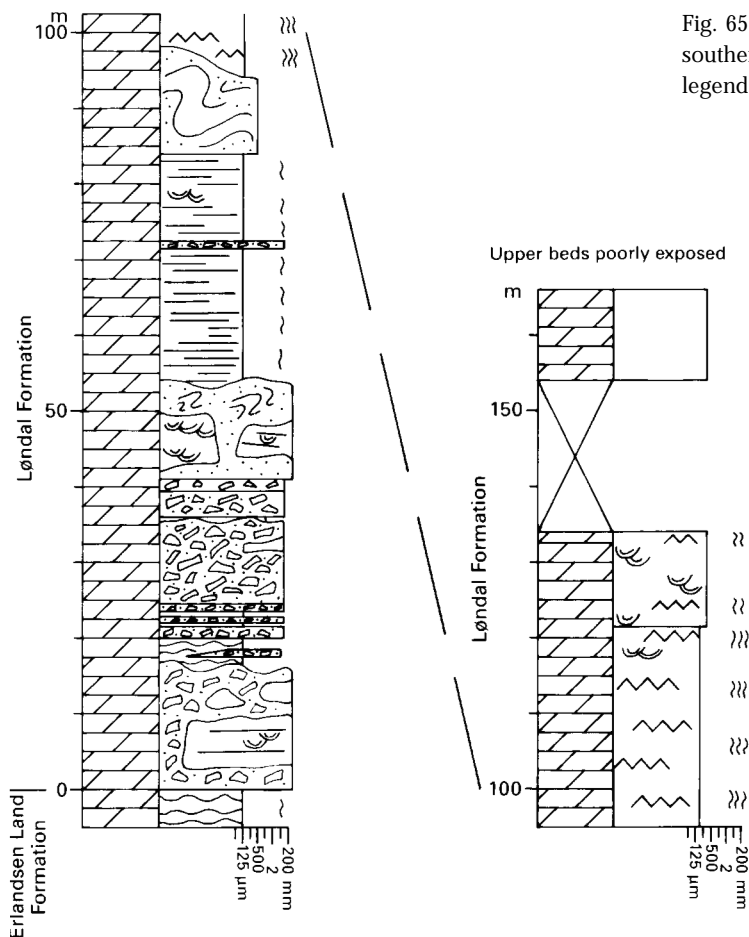 m
100
50
0
Løndal Formation
Erlandsen Land
Formation
125 µm
500
2
200 mm
Fig. 65
souther
legend
Upper beds poorly exposed
m
150
100
Løndal Formation
125 µm
500
2
200 mm